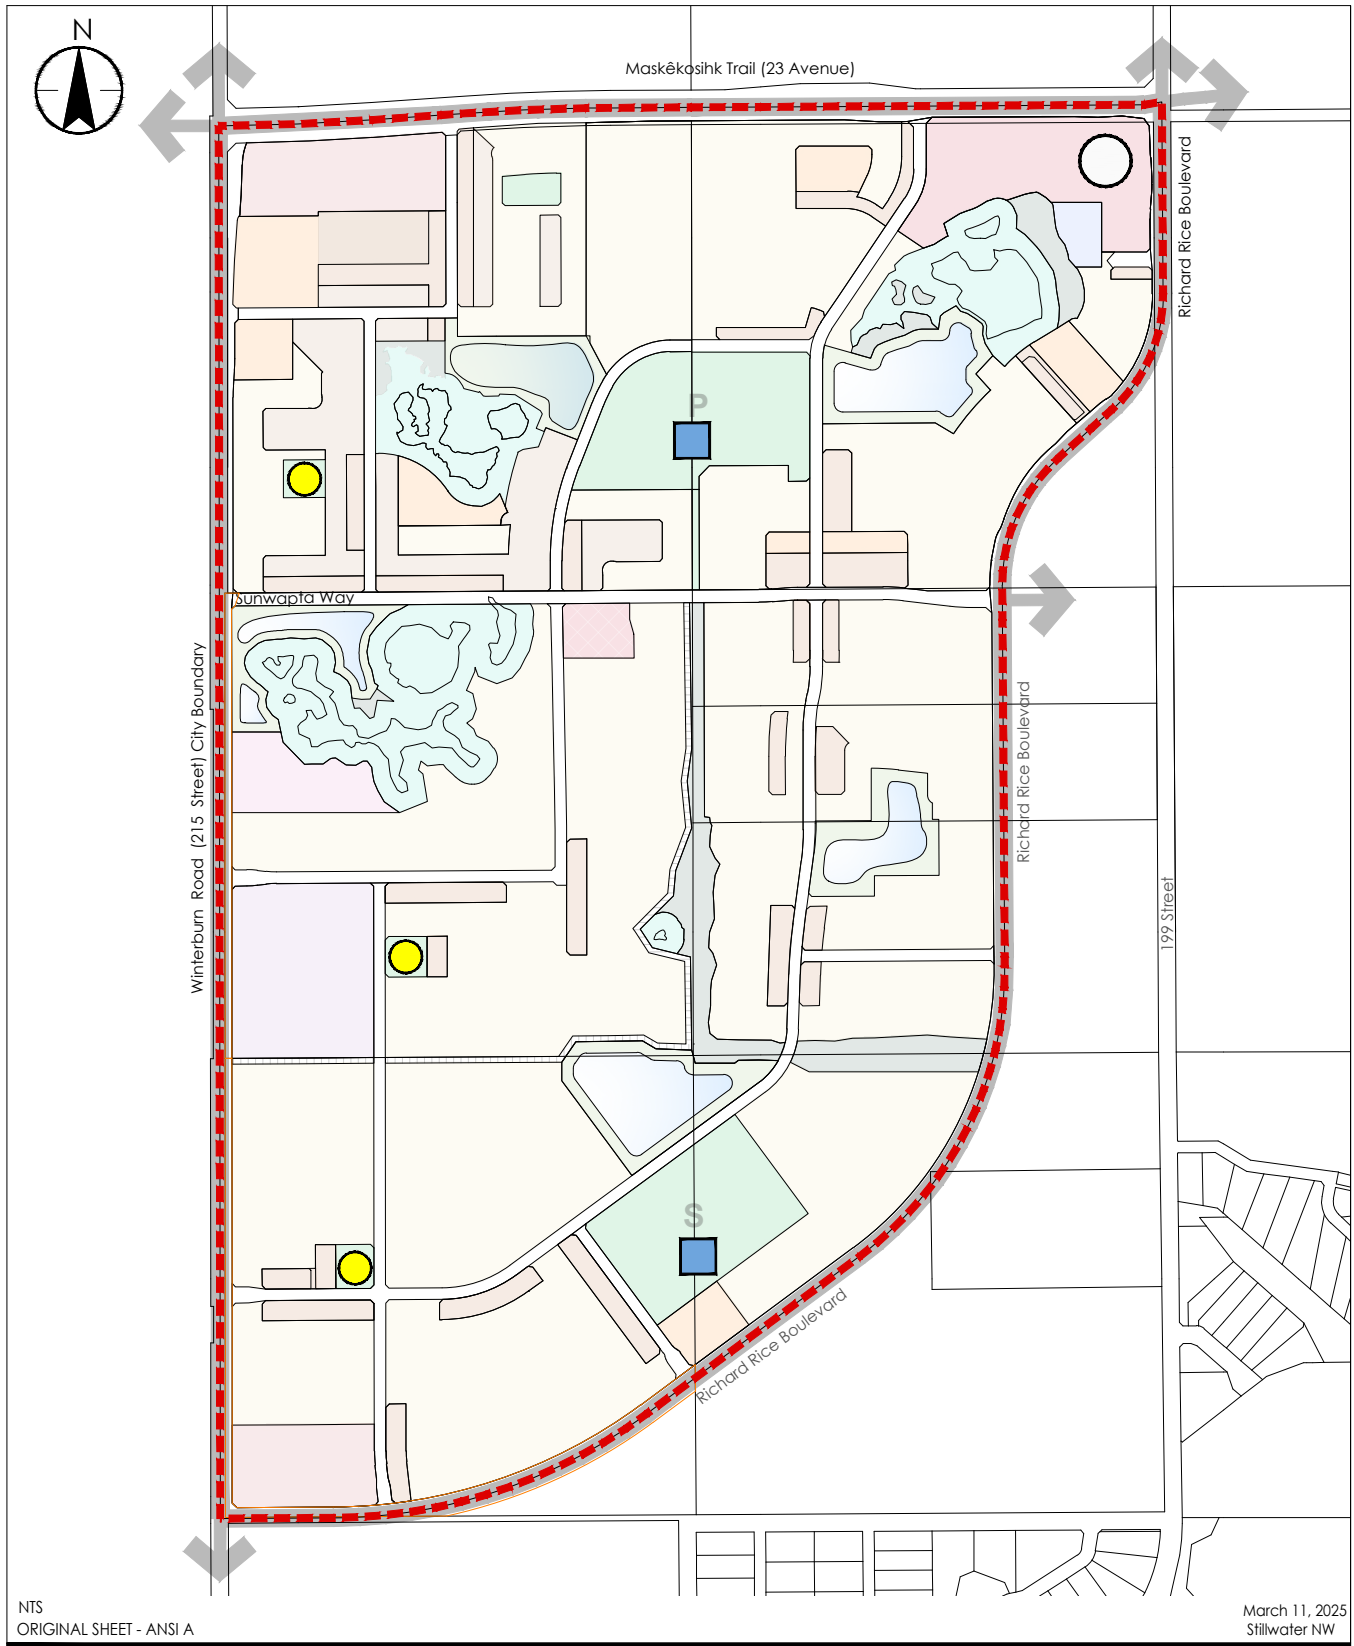 N
Maskêkosihk Trail (23 Avenue)
Richard Rice Boulevard
P
Sunwapta Way
Winterburn Road (215 Street) City Boundary
Richard Rice Boulevard
199 Street
S
Richard Rice Boulevard
NTS
ORIGINAL SHEET - ANSI A
March 11, 2025
Stillwater NW